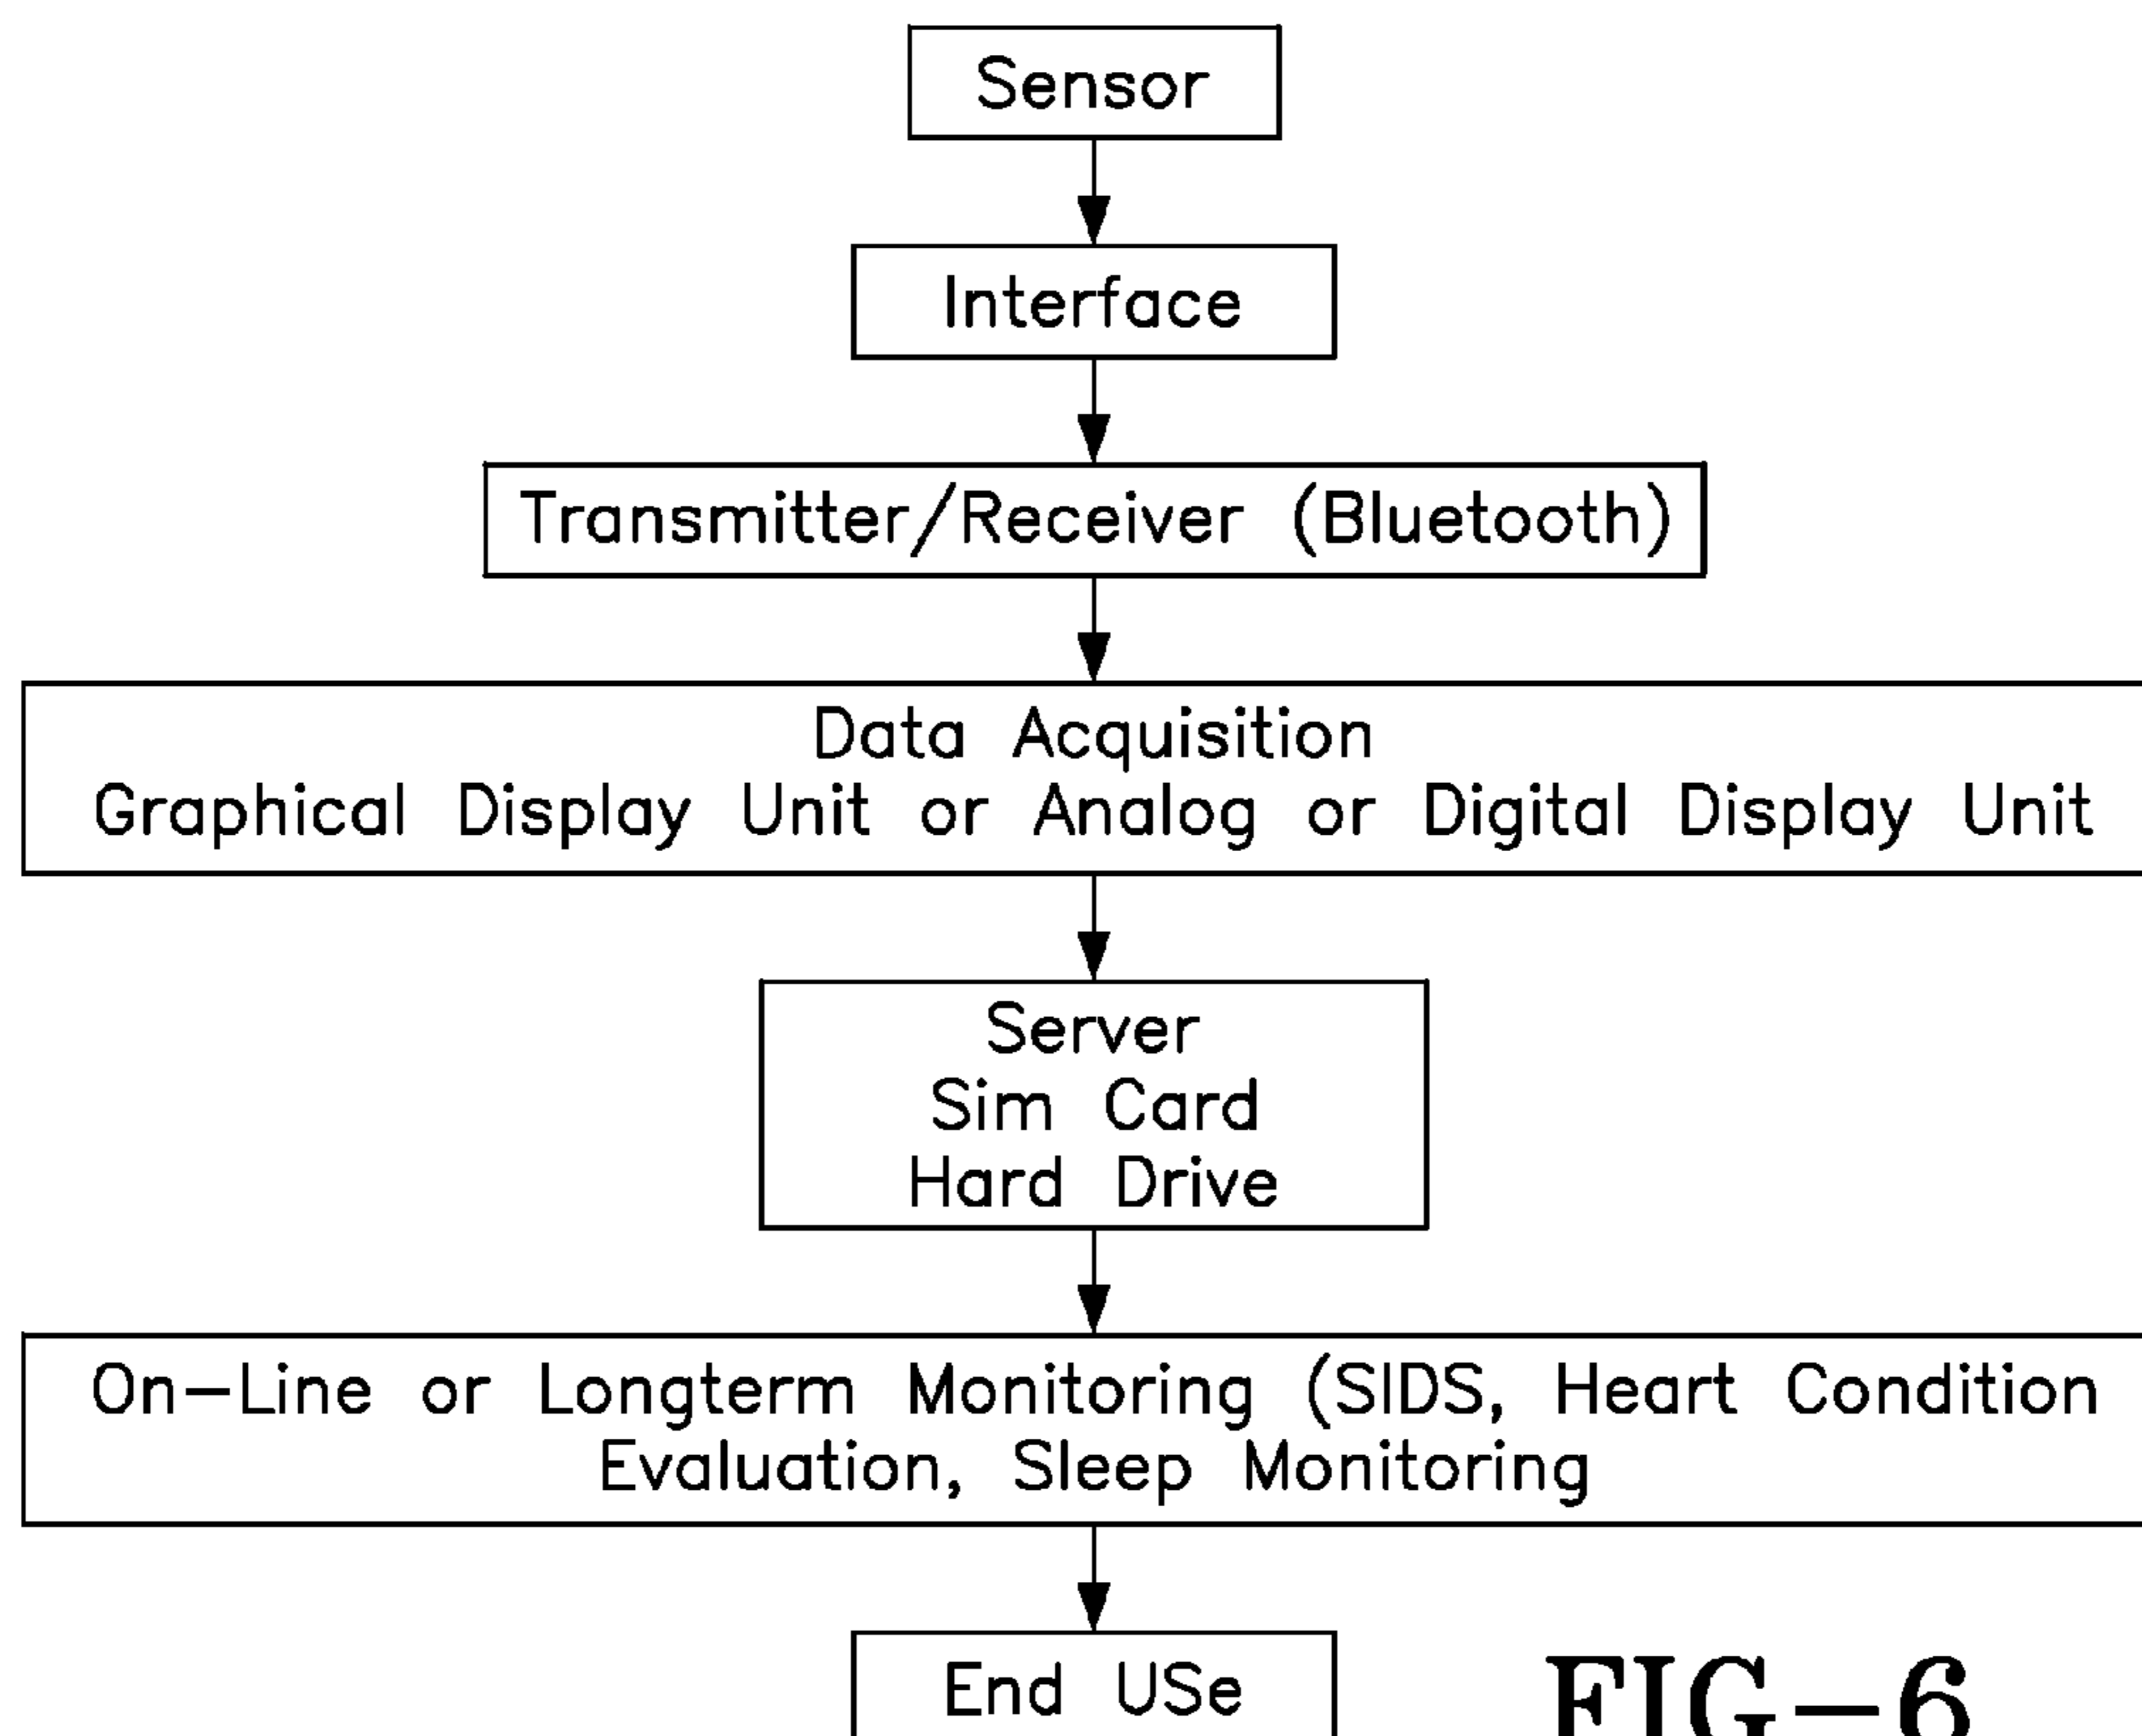 Sensor
Interface
Transmitter/Receiver (Bluetooth)
Data Acquisition
Graphical Display Unit or Analog or Digital Display Unit
Server
Sim Card
Hard Drive
On-Line or Longterm Monitoring (SIDS, Heart Condition
Evaluation, Sleep Monitoring
End USe
FIG-6